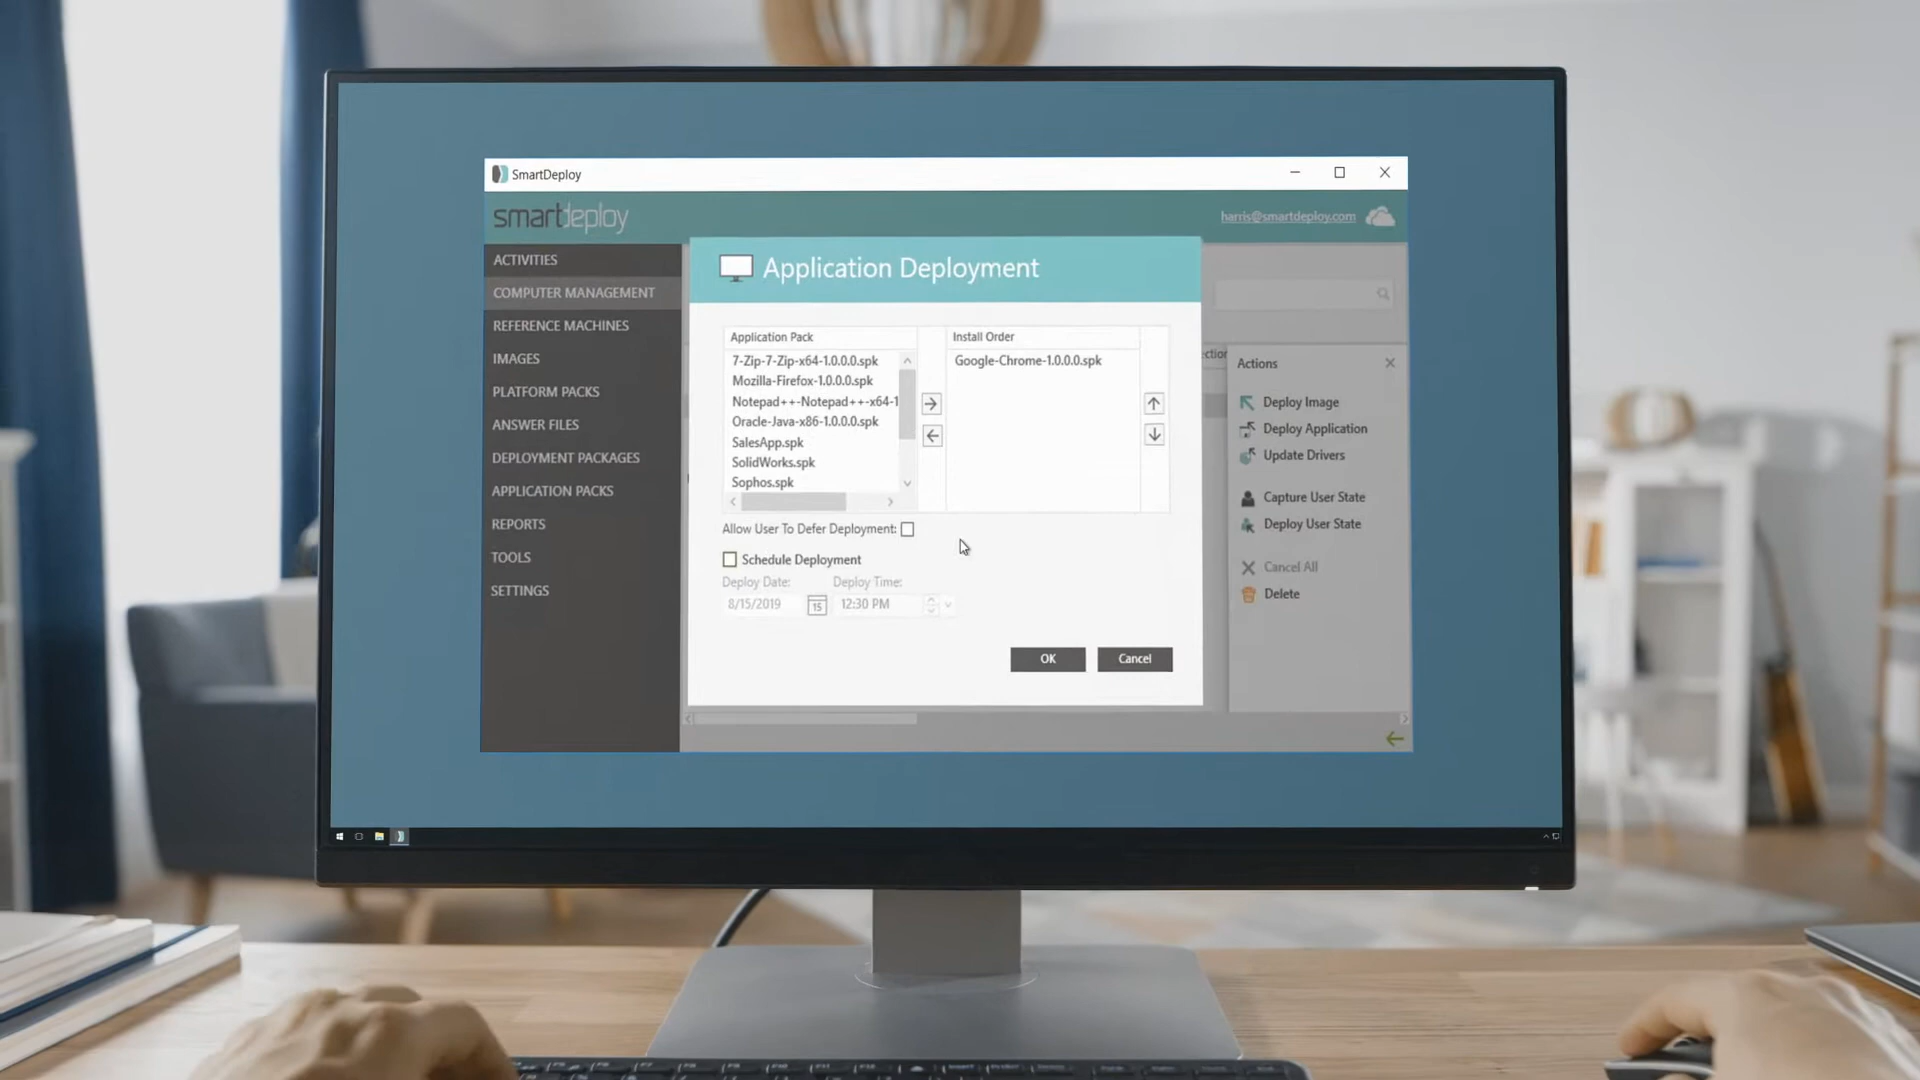 SmartDeploy
smartdeploy
harris@smartdeploy.com
ACTIVITIES
COMPUTER MANAGEMENT
REFERENCE MACHINES
IMAGES
PLATFORM PACKS
ANSWER FILES
DEPLOYMENT PACKAGES
APPLICATION PACKS
REPORTS
TOOLS
SETTINGS
Application Deployment
Application Pack
7-Zip-7-Zip-x64-1.0.0.0.spk
Mozilla-Firefox-1.0.0.0.spk
Notepad++-Notepad++-x64-1
Oracle-Java-x86-1.0.0.0.spk
SalesApp.spk
SolidWorks.spk
Sophos.spk
Install Order
Google-Chrome-1.0.0.0.spk
Allow User To Defer Deployment:
Schedule Deployment
Deploy Date: Deploy Time:
8/15/2019 15 12:30 PM
OK Cancel
Actions
Deploy Image
Deploy Application
Update Drivers
Capture User State
Deploy User State
Cancel All
Delete